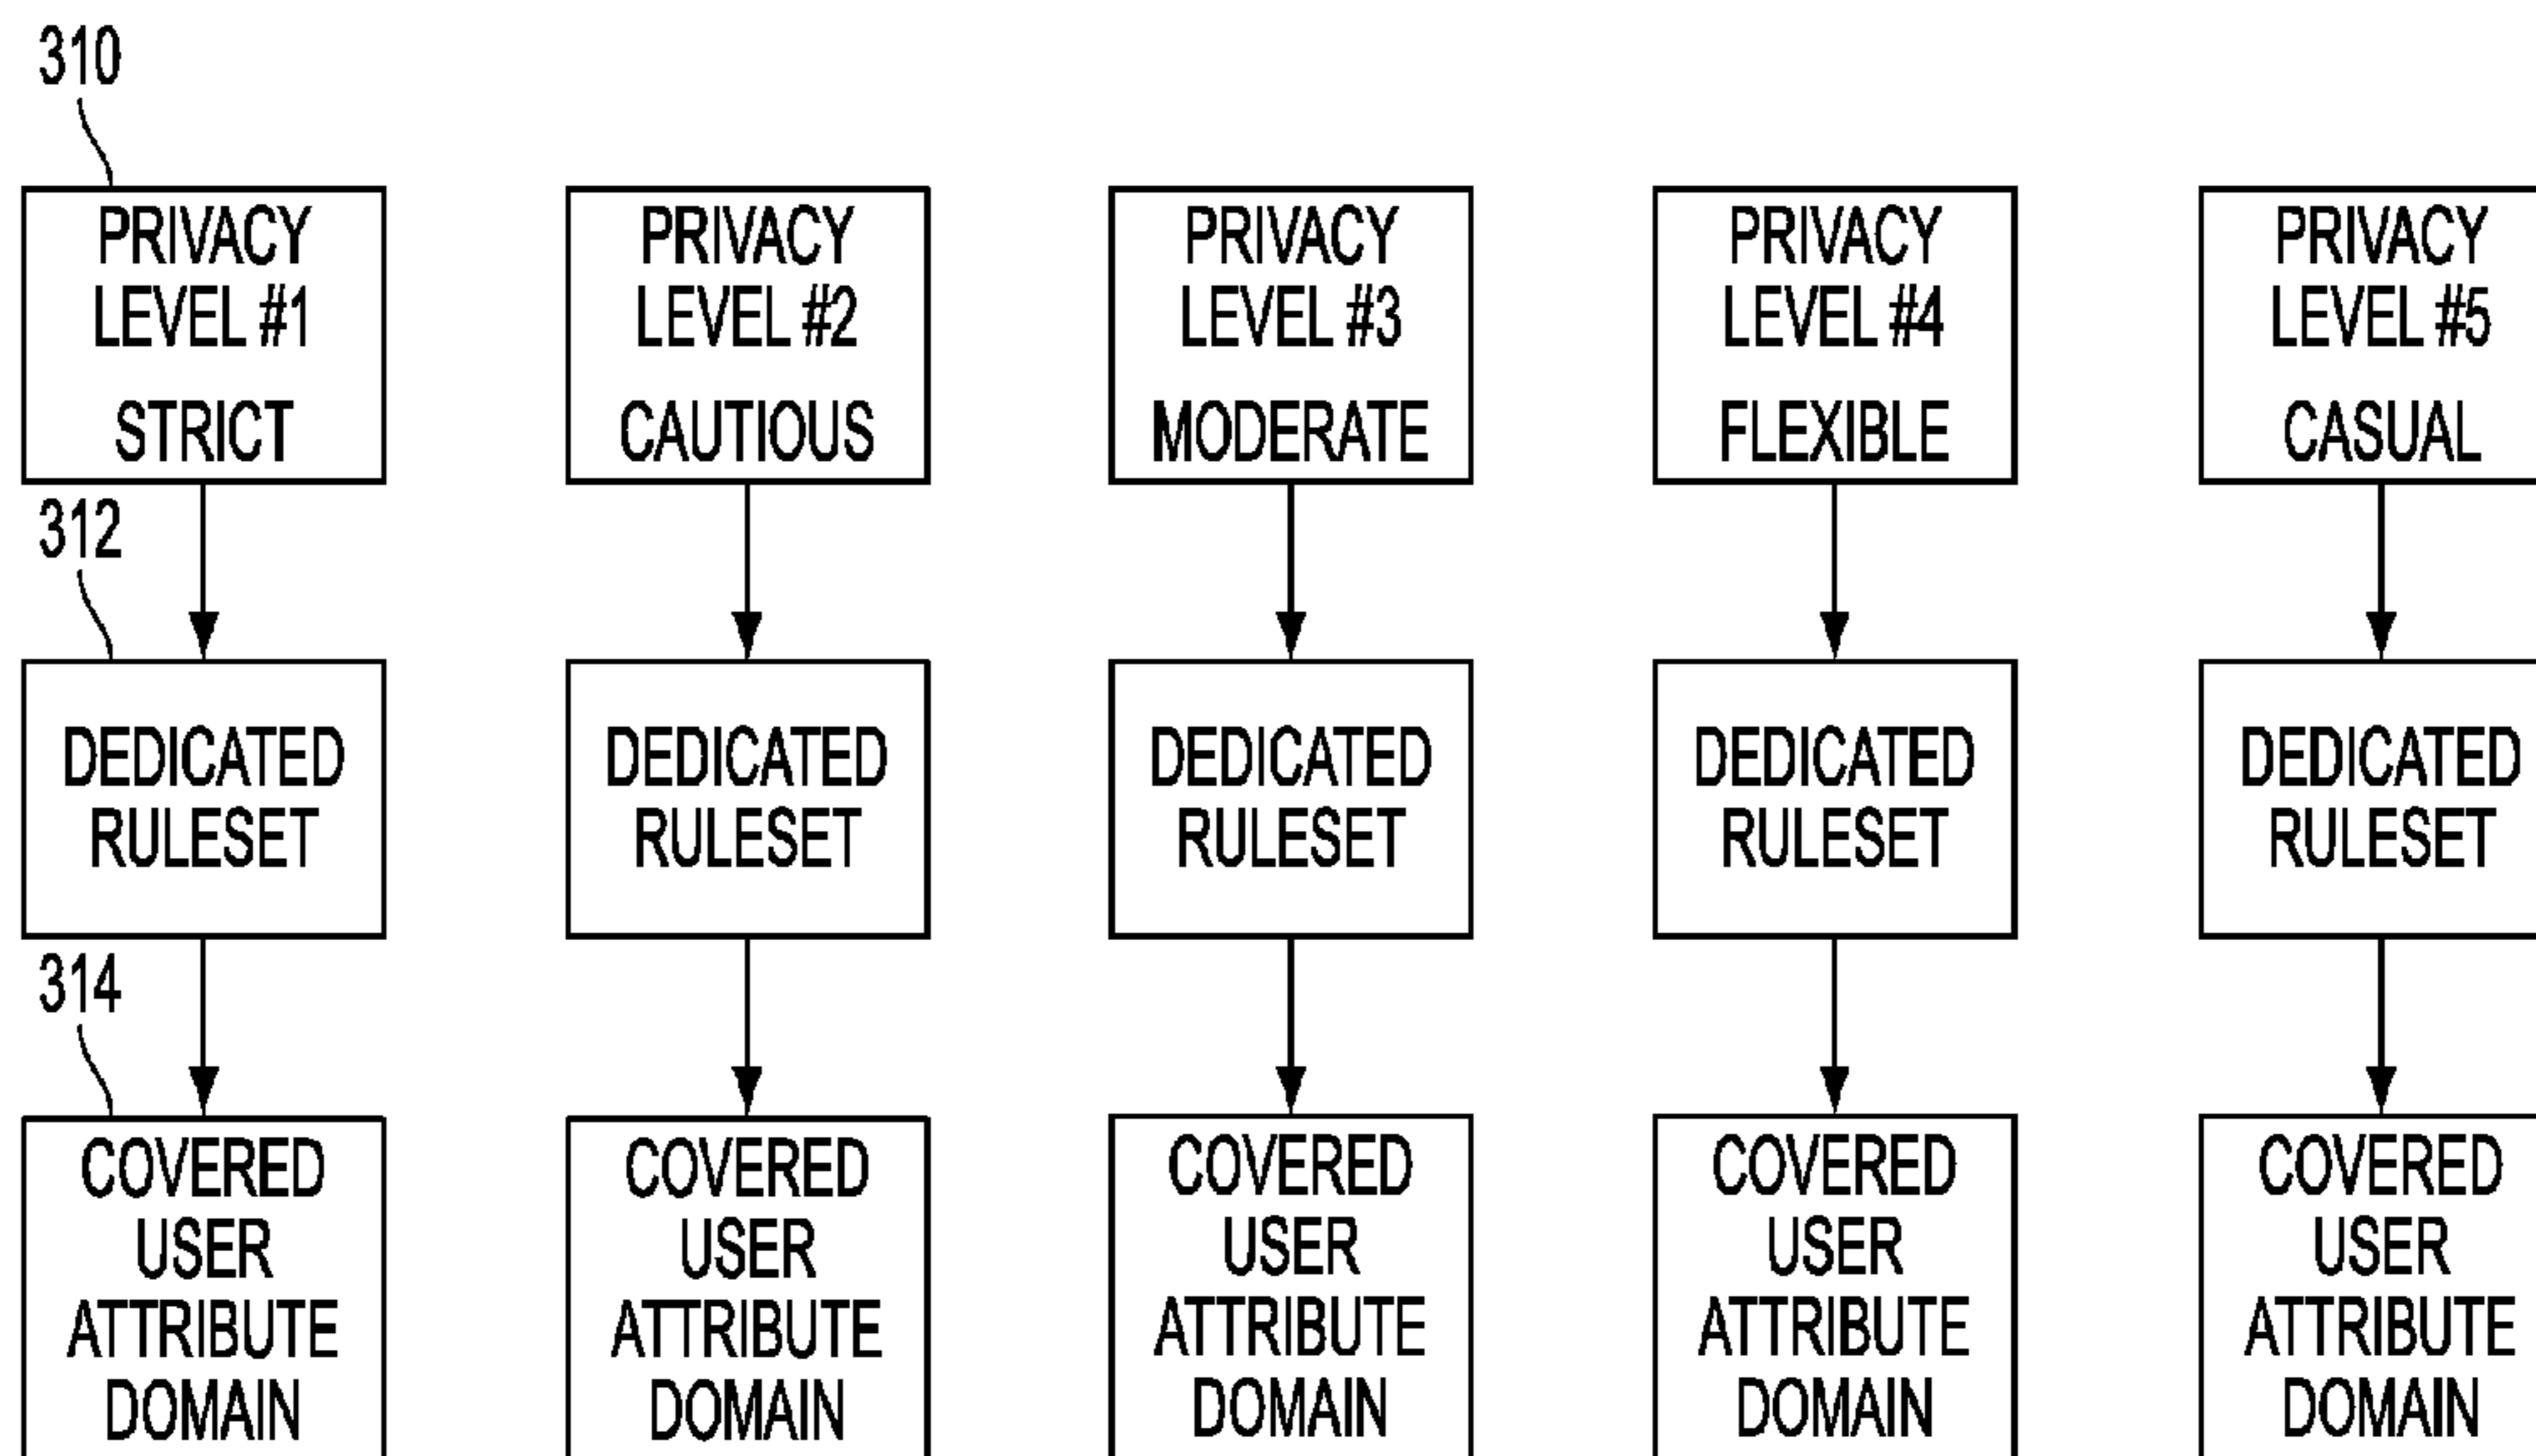 310
PRIVACY
LEVEL #1
STRICT
PRIVACY
LEVEL #2
CAUTIOUS
PRIVACY
LEVEL #3
MODERATE
PRIVACY
LEVEL #4
FLEXIBLE
PRIVACY
LEVEL #5
CASUAL
312
DEDICATED
RULESET
DEDICATED
RULESET
DEDICATED
RULESET
DEDICATED
RULESET
DEDICATED
RULESET
314
COVERED
USER
ATTRIBUTE
DOMAIN
COVERED
USER
ATTRIBUTE
DOMAIN
COVERED
USER
ATTRIBUTE
DOMAIN
COVERED
USER
ATTRIBUTE
DOMAIN
COVERED
USER
ATTRIBUTE
DOMAIN